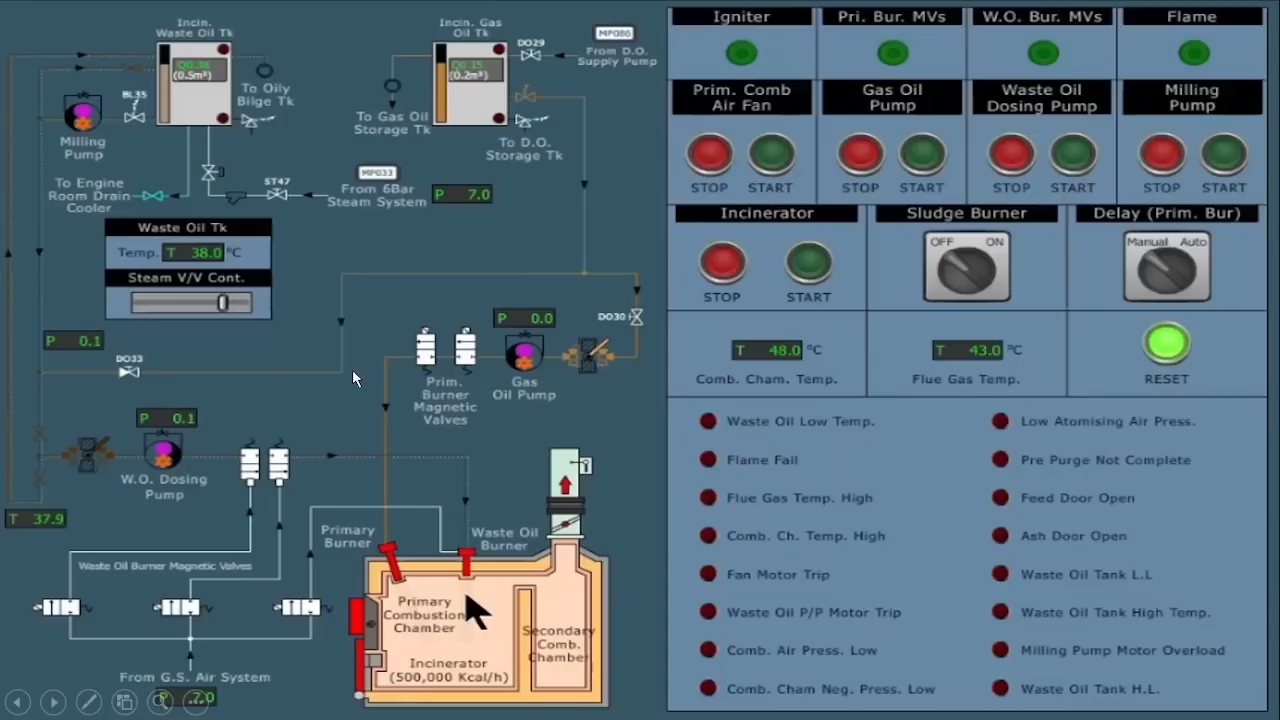 Incin.
Waste Oil Tk
Q0.36
(0.5m³)
To Oily
Bilge Tk
BL35
Milling
Pump
To Engine
Room Drain
Cooler
ST47
MP033
From 6Bar
Steam System
P 7.0
Incin. Gas
Oil Tk
Q0.15
(0.2m³)
DO29
MP086
From D.O.
Supply Pump
To Gas Oil
Storage Tk
To D.O.
Storage Tk
Waste Oil Tk
Temp. T 38.0 °C
Steam V/V Cont.
P 0.1
DO33
P 0.0
DO30
Prim.
Burner
Magnetic
Valves
Gas
Oil Pump
P 0.1
W.O. Dosing
Pump
T 37.9
Waste Oil Burner Magnetic Valves
From G.S. Air System
P 7.0
Primary
Burner
Waste Oil
Burner
Primary
Combustion
Chamber
Secondary
Comb.
Chamber
Incinerator
(500,000 Kcal/h)
Igniter
Pri. Bur. MVs
W.O. Bur. MVs
Flame
Prim. Comb
Air Fan
Gas Oil
Pump
Waste Oil
Dosing Pump
Milling
Pump
STOP START
STOP START
STOP START
STOP START
Incinerator
Sludge Burner
Delay (Prim. Bur)
STOP START
OFF ON
Manual Auto
T 48.0 °C
Comb. Cham. Temp.
T 43.0 °C
Flue Gas Temp.
RESET
Waste Oil Low Temp.
Flame Fail
Flue Gas Temp. High
Comb. Ch. Temp. High
Fan Motor Trip
Waste Oil P/P Motor Trip
Comb. Air Press. Low
Comb. Cham Neg. Press. Low
Low Atomising Air Press.
Pre Purge Not Complete
Feed Door Open
Ash Door Open
Waste Oil Tank L.L
Waste Oil Tank High Temp.
Milling Pump Motor Overload
Waste Oil Tank H.L.